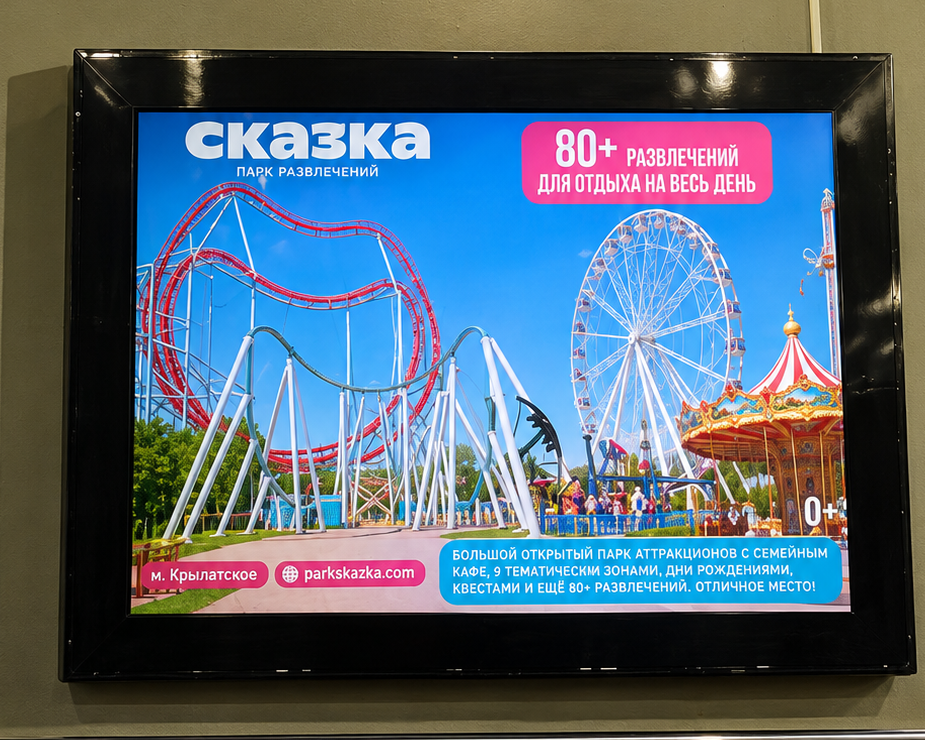 сказка
ПАРК РАЗВЛЕЧЕНИЙ
80+ РАЗВЛЕЧЕНИЙ
ДЛЯ ОТДЫХА НА ВЕСЬ ДЕНЬ
0+
м. Крылатское
parkskazka.com
БОЛЬШОЙ ОТКРЫТЫЙ ПАРК АТТРАКЦИОНОВ С СЕМЕЙНЫМ
КАФЕ, 9 ТЕМАТИЧЕСКИМ ЗОНАМИ, ДНИ РОЖДЕНИЯМИ,
КВЕСТАМИ И ЕЩЁ 80+ РАЗВЛЕЧЕНИЙ. ОТЛИЧНОЕ МЕСТО!